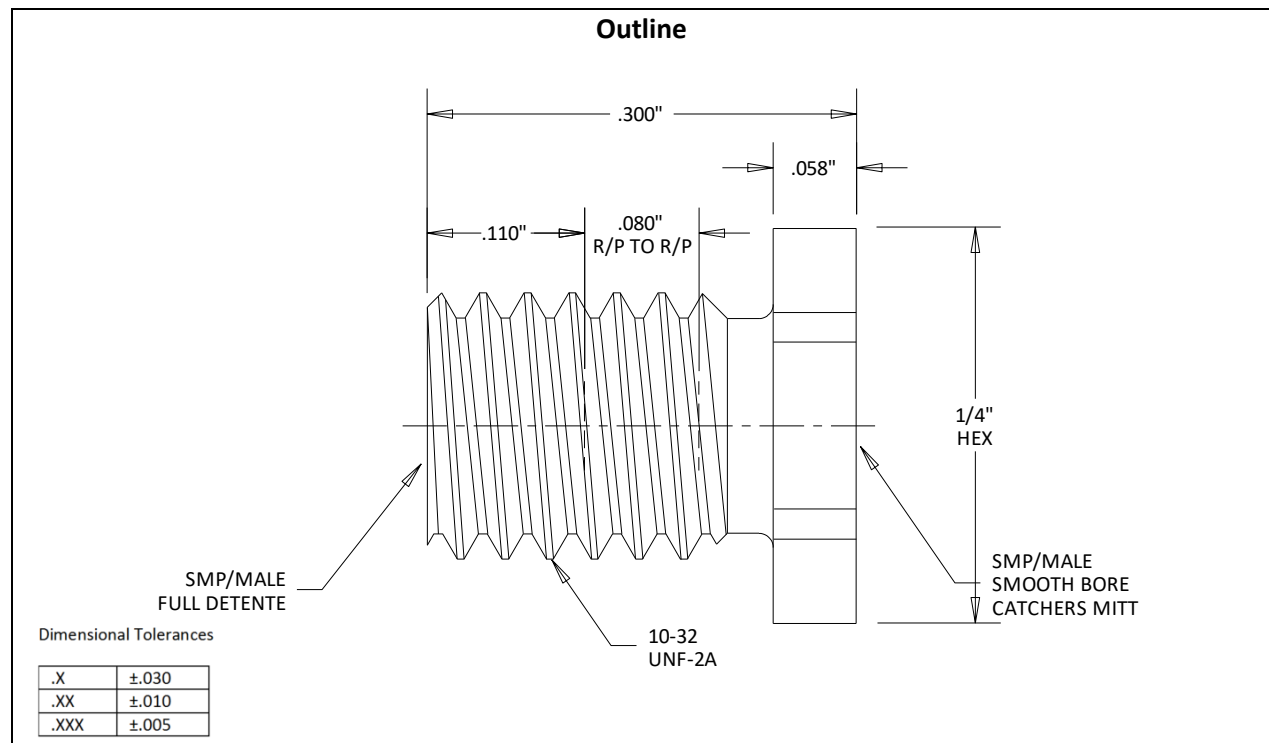 Outline
.300"
.058"
.110"
.080"
R/P TO R/P
1/4"
HEX
SMP/MALE
FULL DETENTE
SMP/MALE
SMOOTH BORE
CATCHERS MITT
10-32
UNF-2A
Dimensional Tolerances
.X ±.030
.XX ±.010
.XXX ±.005